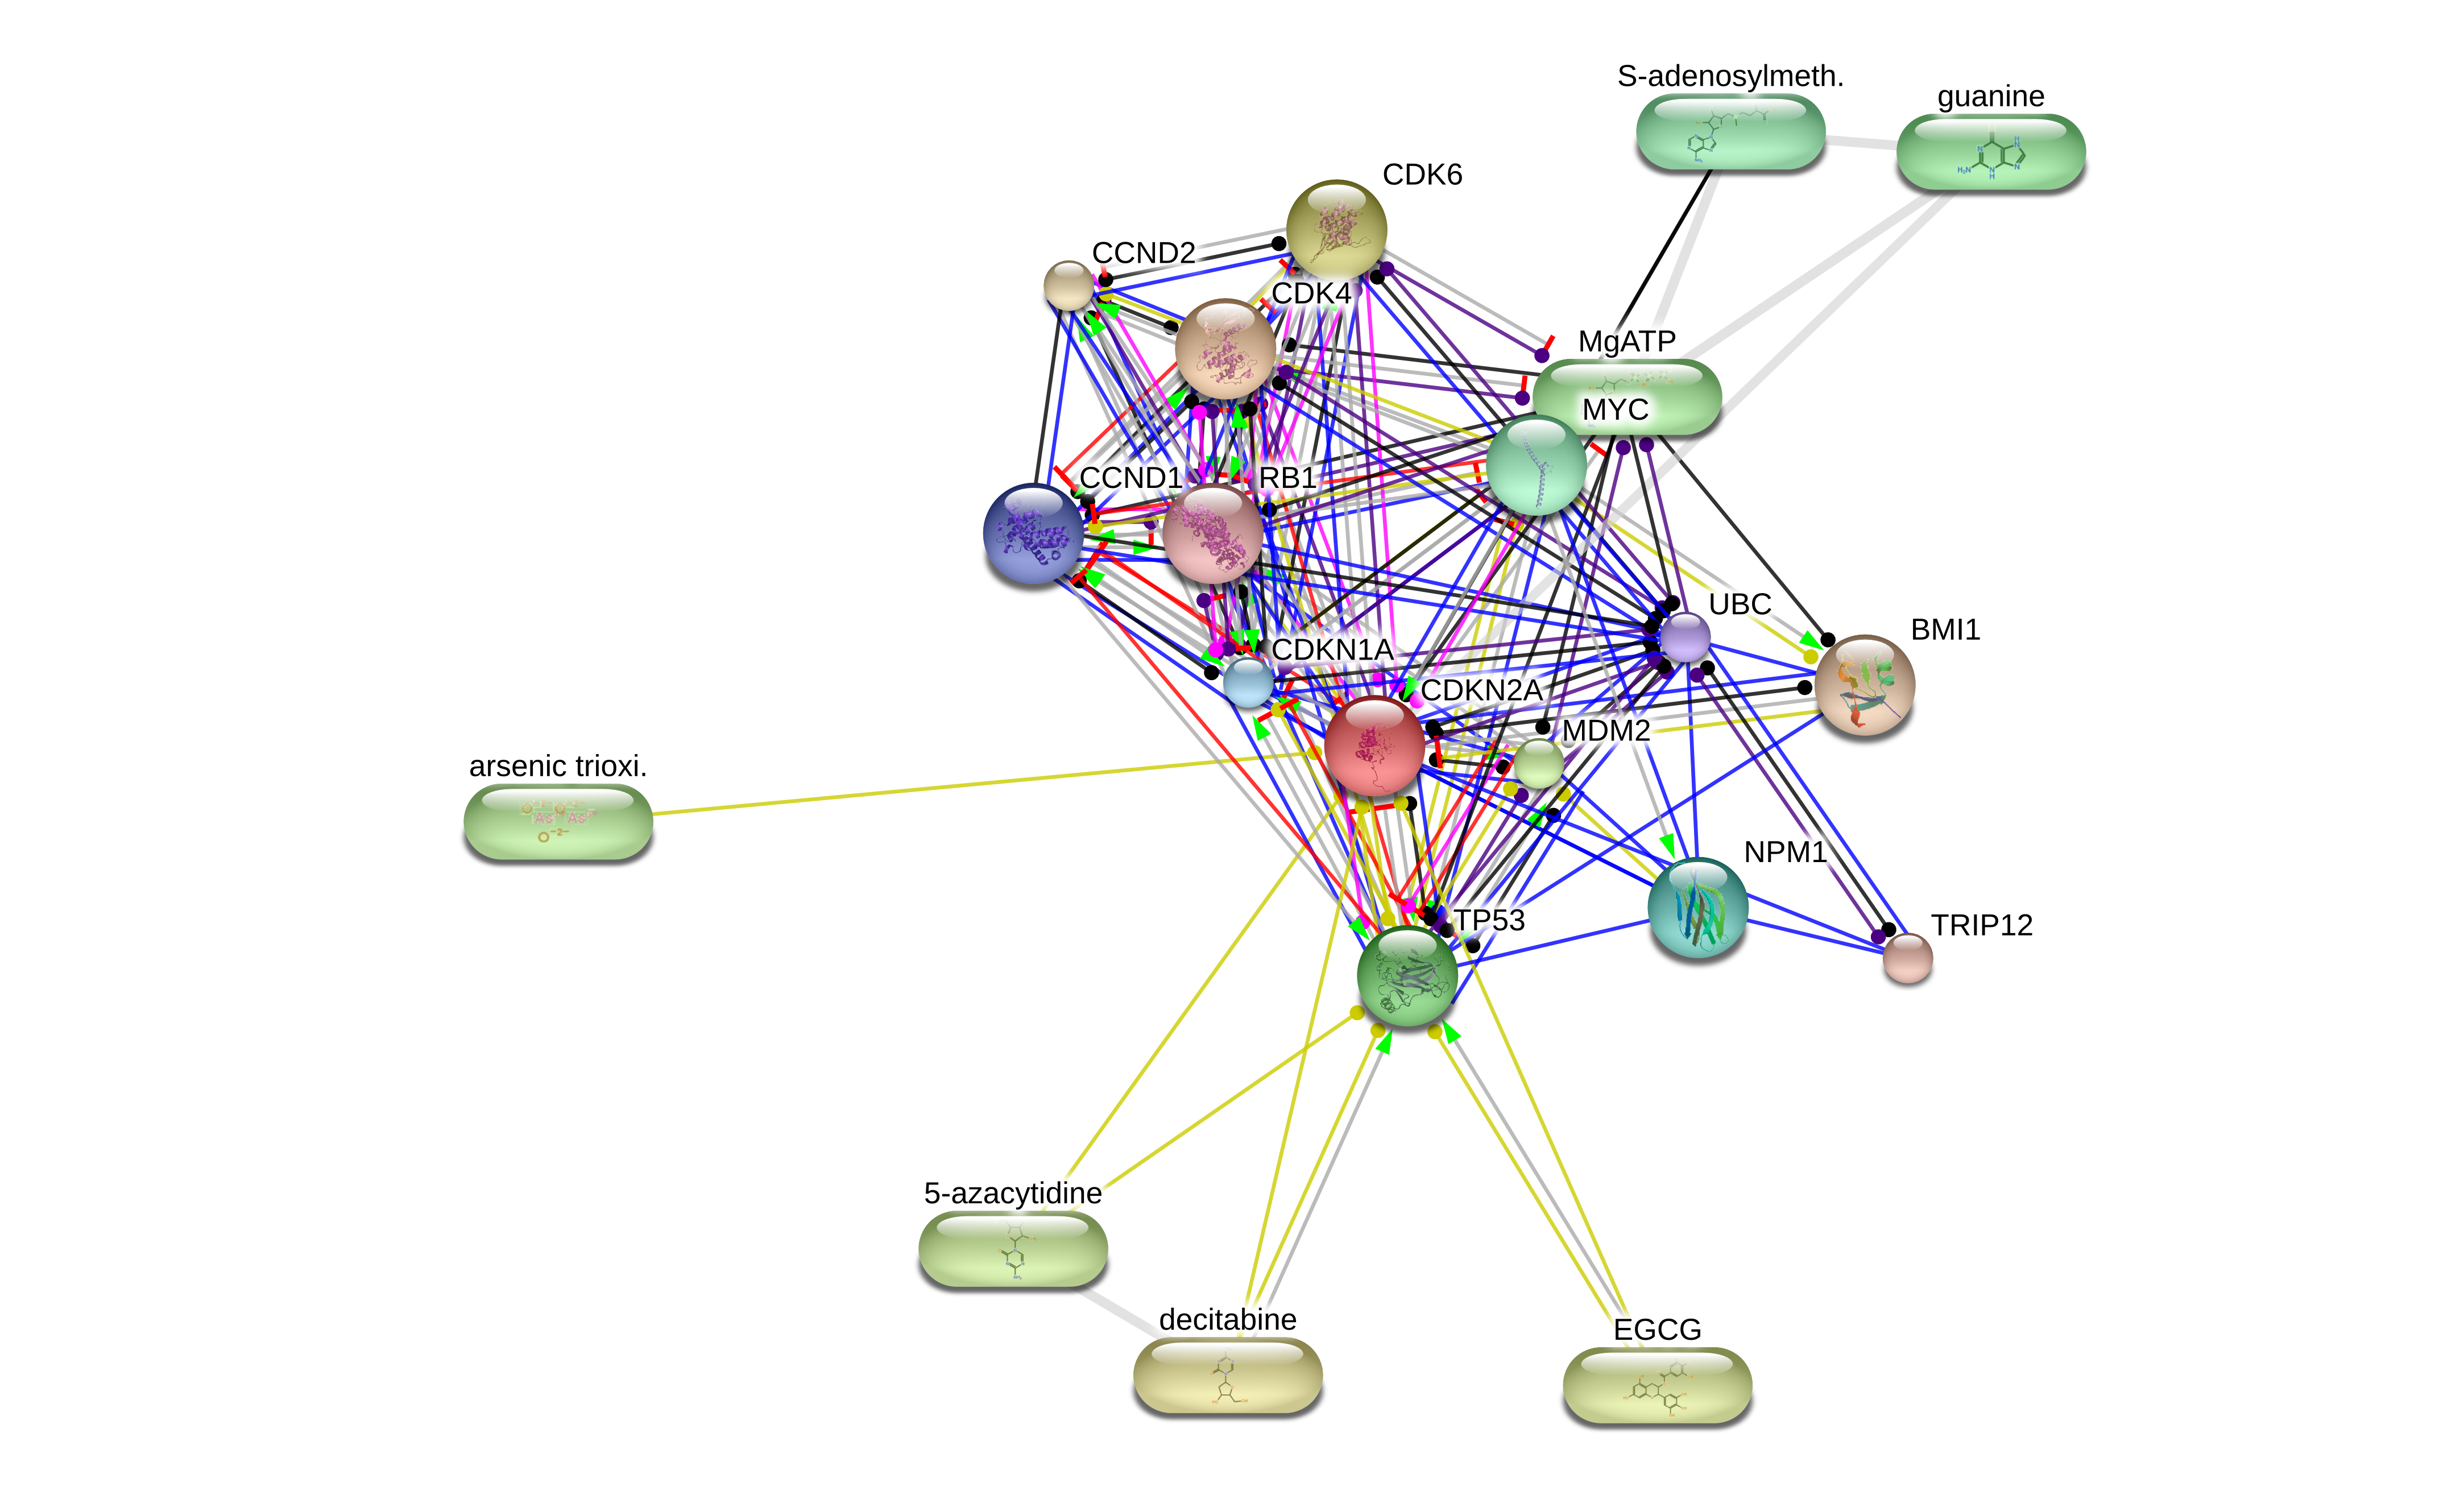 S-adenosylmeth.
guanine
CDK6
CCND2
CDK4
MgATP
MYC
CCND1
RB1
UBC
BMI1
CDKN1A
CDKN2A
MDM2
arsenic trioxi.
NPM1
TP53
TRIP12
5-azacytidine
decitabine
EGCG